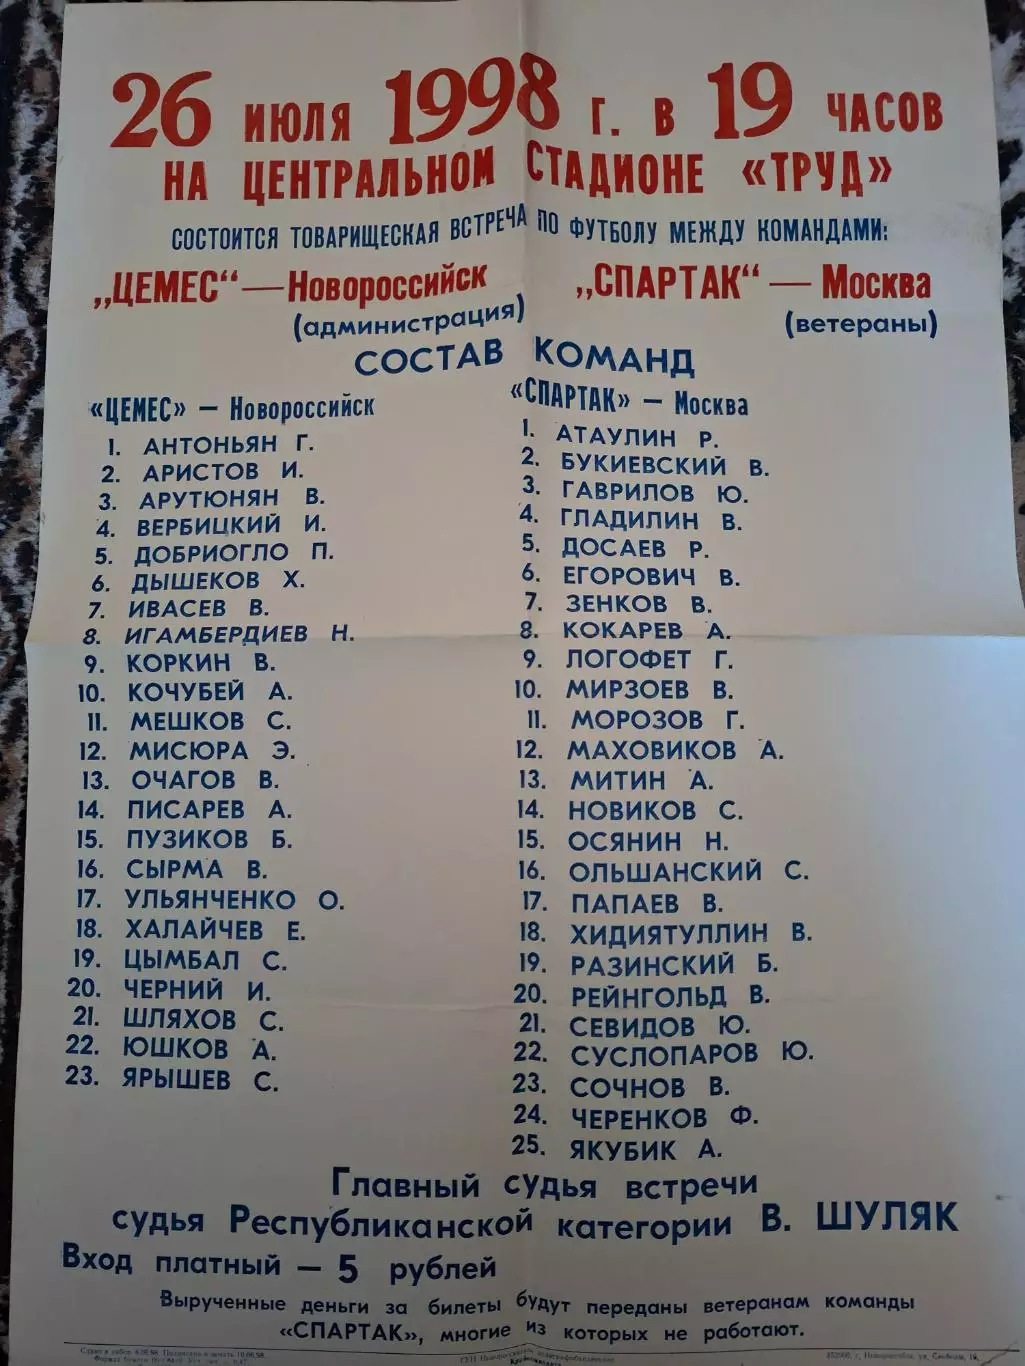 26 ИЮЛЯ 1998 г. В 19 ЧАСОВ
НА ЦЕНТРАЛЬНОМ СТАДИОНЕ «ТРУД»
СОСТОИТСЯ ТОВАРИЩЕСКАЯ ВСТРЕЧА ПО ФУТБОЛУ МЕЖДУ КОМАНДАМИ:
„ЦЕМЕС“ — Новороссийск
(администрация)
„СПАРТАК“ — Москва
(ветераны)
СОСТАВ КОМАНД
«ЦЕМЕС» — Новороссийск
1. АНТОНЬЯН Г.
2. АРИСТОВ И.
3. АРУТЮНЯН В.
4. ВЕРБИЦКИЙ И.
5. ДОБРИОГЛО П.
6. ДЫШЕКОВ Х.
7. ИВАСЕВ В.
8. ИГАМБЕРДИЕВ Н.
9. КОРКИН В.
10. КОЧУБЕЙ А.
11. МЕШКОВ С.
12. МИСЮРА Э.
13. ОЧАГОВ В.
14. ПИСАРЕВ А.
15. ПУЗИКОВ Б.
16. СЫРМА В.
17. УЛЬЯНЧЕНКО О.
18. ХАЛАЙЧЕВ Е.
19. ЦЫМБАЛ С.
20. ЧЕРНИЙ И.
21. ШЛЯХОВ С.
22. ЮШКОВ А.
23. ЯРЫШЕВ С.
«СПАРТАК» — Москва
1. АТАУЛИН Р.
2. БУКИЕВСКИЙ В.
3. ГАВРИЛОВ Ю.
4. ГЛАДИЛИН В.
5. ДОСАЕВ Р.
6. ЕГОРОВИЧ В.
7. ЗЕНКОВ В.
8. КОКАРЕВ А.
9. ЛОГОФЕТ Г.
10. МИРЗОЕВ В.
11. МОРОЗОВ Г.
12. МАХОВИКОВ А.
13. МИТИН А.
14. НОВИКОВ С.
15. ОСЯНИН Н.
16. ОЛЬШАНСКИЙ С.
17. ПАПАЕВ В.
18. ХИДИЯТУЛЛИН В.
19. РАЗИНСКИЙ Б.
20. РЕЙНГОЛЬД В.
21. СЕВИДОВ Ю.
22. СУСЛОПАРОВ Ю.
23. СОЧНОВ В.
24. ЧЕРЕНКОВ Ф.
25. ЯКУБИК А.
Главный судья встречи
судья Республиканской категории В. ШУЛЯК
Вход платный — 5 рублей
Вырученные деньги за билеты будут переданы ветеранам команды
«СПАРТАК», многие из которых не работают.